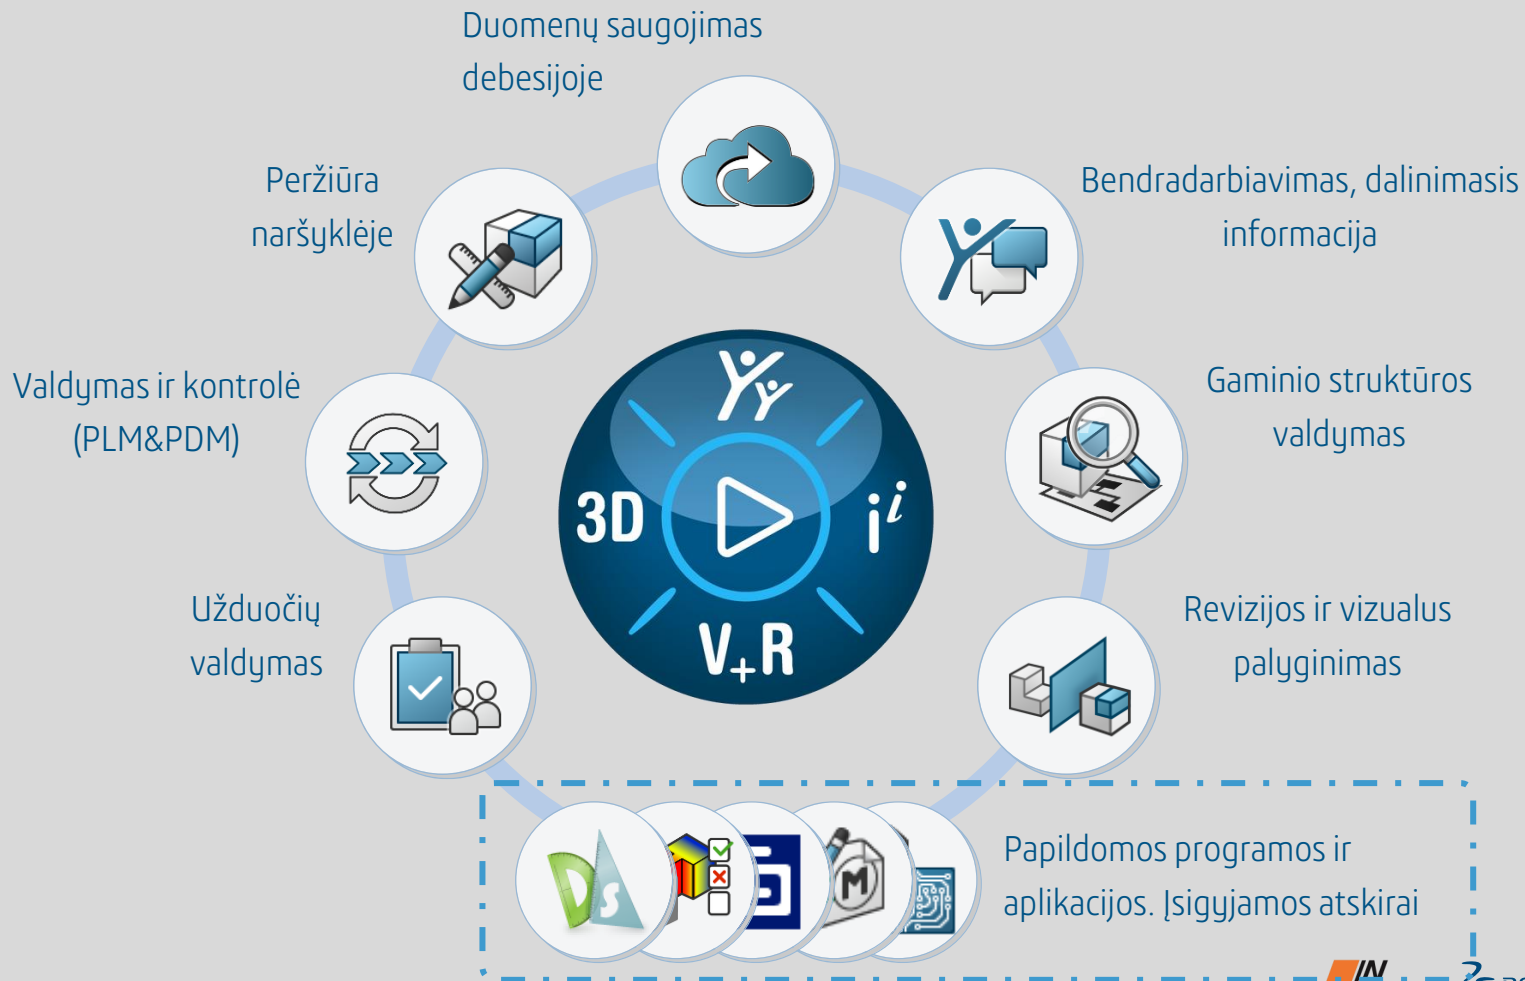 Duomenų saugojimas
debesijoje
Peržiūra
naršyklėje
Bendradarbiavimas, dalinimasis
informacija
Valdymas ir kontrolė
(PLM&PDM)
Gaminio struktūros
valdymas
3D
i i
V+R
Užduočių
valdymas
Revizijos ir vizualus
palyginimas
D S
M
Papildomos programos ir
aplikacijos. Įsigyjamos atskirai
IN